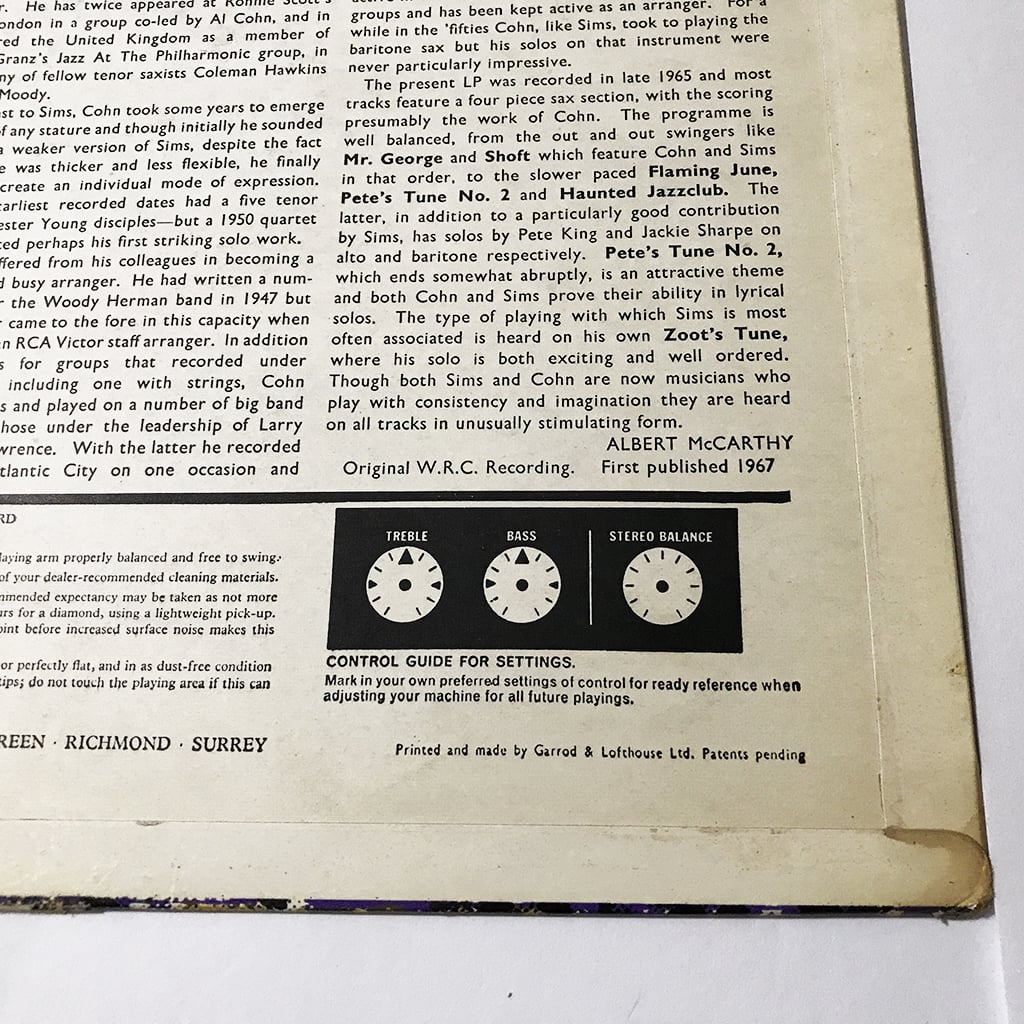 He has twice appeared at Ronnie Scott's
ondon in a group co-led by Al Cohn, and in
red the United Kingdom as a member of
Granz's Jazz At The Philharmonic group, in
ny of fellow tenor saxists Coleman Hawkins
Moody.
st to Sims, Cohn took some years to emerge
f any stature and though initially he sounded
a weaker version of Sims, despite the fact
e was thicker and less flexible, he finally
create an individual mode of expression.
arliest recorded dates had a five tenor
ester Young disciples—but a 1950 quartet
ted perhaps his first striking solo work.
ffered from his colleagues in becoming a
d busy arranger. He had written a num-
r the Woody Herman band in 1947 but
r came to the fore in this capacity when
n RCA Victor staff arranger. In addition
s for groups that recorded under
including one with strings, Cohn
s and played on a number of big band
hose under the leadership of Larry
wrence. With the latter he recorded
tlantic City on one occasion and
groups and has been kept active as an arranger. For a
while in the 'fifties Cohn, like Sims, took to playing the
baritone sax but his solos on that instrument were
never particularly impressive.
The present LP was recorded in late 1965 and most
tracks feature a four piece sax section, with the scoring
presumably the work of Cohn. The programme is
well balanced, from the out and out swingers like
Mr. George and Shoft which feature Cohn and Sims
in that order, to the slower paced Flaming June,
Pete's Tune No. 2 and Haunted Jazzclub. The
latter, in addition to a particularly good contribution
by Sims, has solos by Pete King and Jackie Sharpe on
alto and baritone respectively. Pete's Tune No. 2,
which ends somewhat abruptly, is an attractive theme
and both Cohn and Sims prove their ability in lyrical
solos. The type of playing with which Sims is most
often associated is heard on his own Zoot's Tune,
where his solo is both exciting and well ordered.
Though both Sims and Cohn are now musicians who
play with consistency and imagination they are heard
on all tracks in unusually stimulating form.
ALBERT McCARTHY
Original W.R.C. Recording. First published 1967
RD
laying arm properly balanced and free to swing.
of your dealer-recommended cleaning materials.
mmended expectancy may be taken as not more
urs for a diamond, using a lightweight pick-up.
oint before increased surface noise makes this
or perfectly flat, and in as dust-free condition
tips; do not touch the playing area if this can
REEN · RICHMOND · SURREY
TREBLE BASS STEREO BALANCE
CONTROL GUIDE FOR SETTINGS.
Mark in your own preferred settings of control for ready reference when
adjusting your machine for all future playings.
Printed and made by Garrod & Lofthouse Ltd. Patents pending